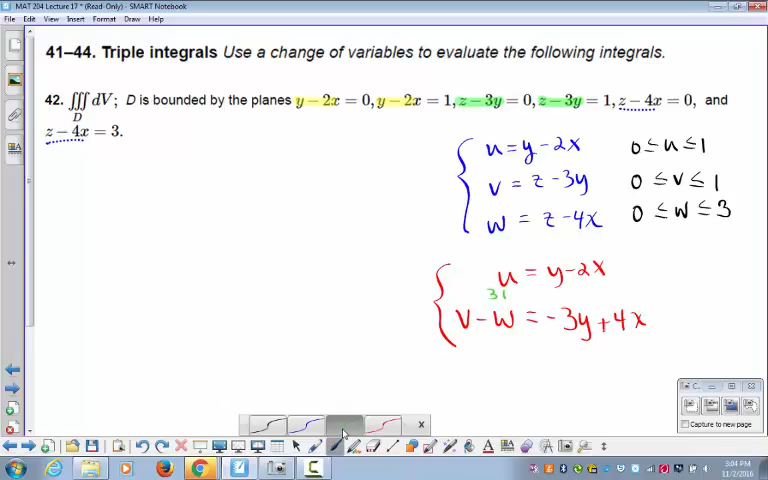 MAT 204 Lecture 17 * (Read-Only) - SMART Notebook
File Edit View Insert Format Draw Help
41–44. Triple integrals Use a change of variables to evaluate the following integrals.
42. ∭_D dV; D is bounded by the planes y − 2x = 0, y − 2x = 1, z − 3y = 0, z − 3y = 1, z − 4x = 0, and
z − 4x = 3.
u = y - 2x 0 ≤ u ≤ 1
v = z - 3y 0 ≤ v ≤ 1
w = z - 4x 0 ≤ w ≤ 3
u = y - 2x
v - w = -3y + 4x
Capture to new page
3:04 PM
11/2/2016